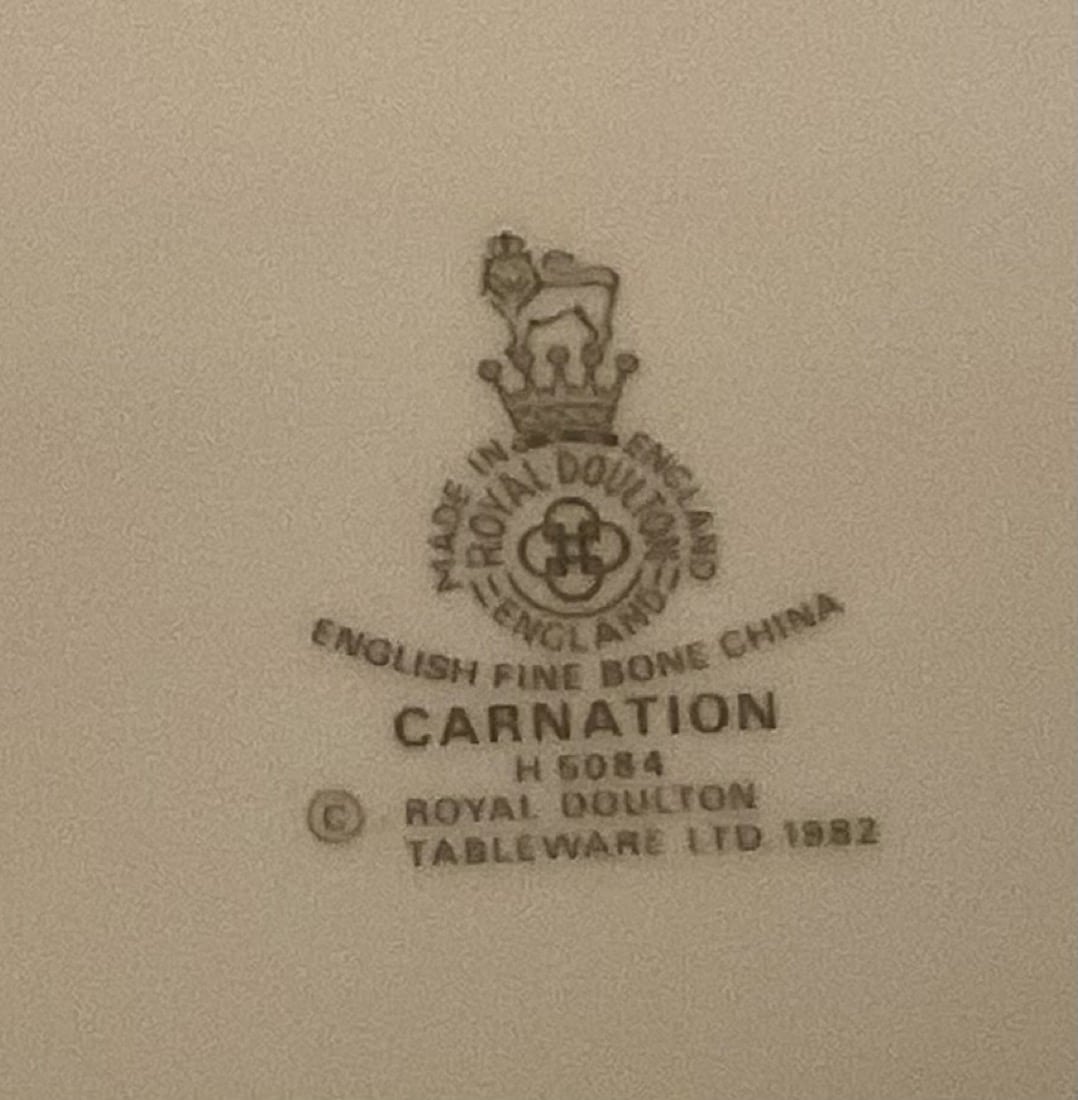 MADE IN ENGLAND
ROYAL DOULTON
ENGLAND
ENGLISH FINE BONE CHINA
CARNATION
H 5084
© ROYAL DOULTON
TABLEWARE LTD 1982